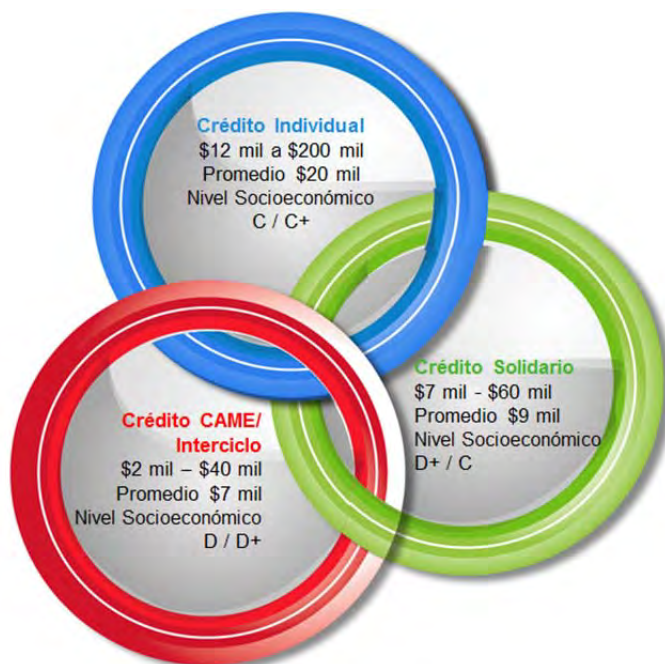 Crédito Individual
$12 mil a $200 mil
Promedio $20 mil
Nivel Socioeconómico
C / C+
Crédito Solidario
$7 mil - $60 mil
Promedio $9 mil
Nivel Socioeconómico
D+ / C
Crédito CAME/
Interciclo
$2 mil – $40 mil
Promedio $7 mil
Nivel Socioeconómico
D / D+